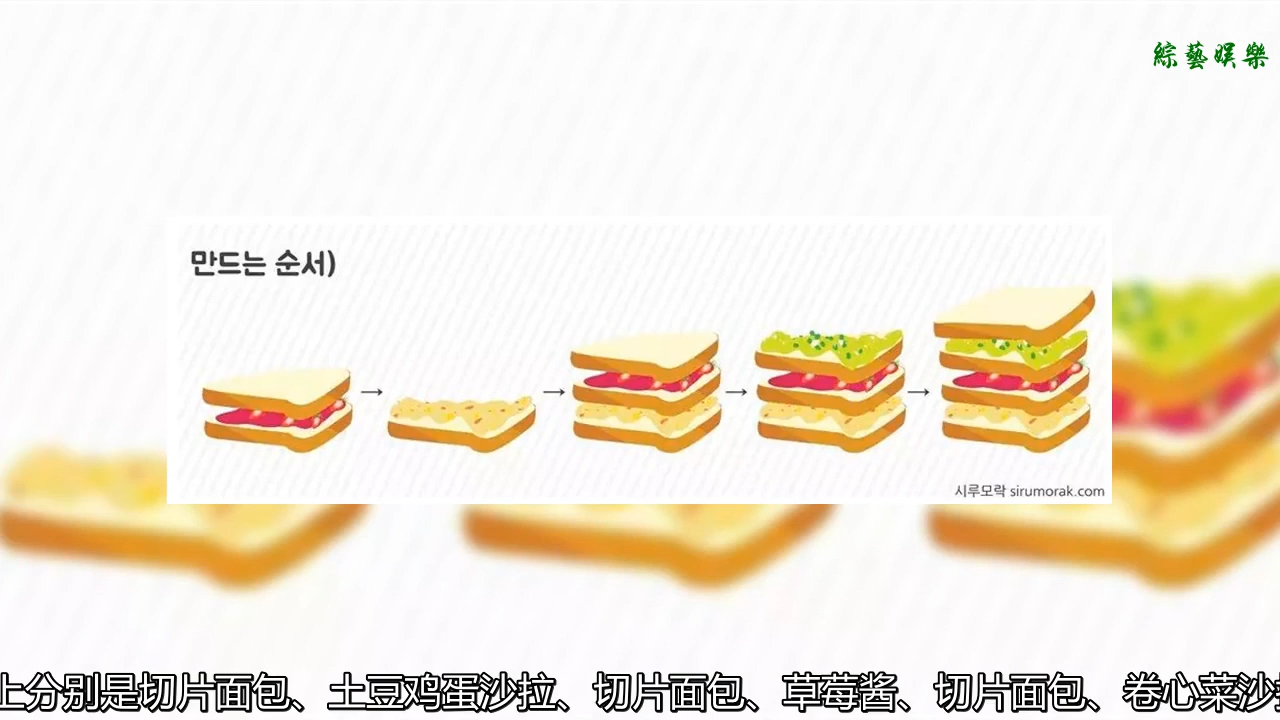 綜藝娱樂
만드는 순서)
시루모락 sirumorak.com
上分别是切片面包、土豆鸡蛋沙拉、切片面包、草莓酱、切片面包、卷心菜沙拉